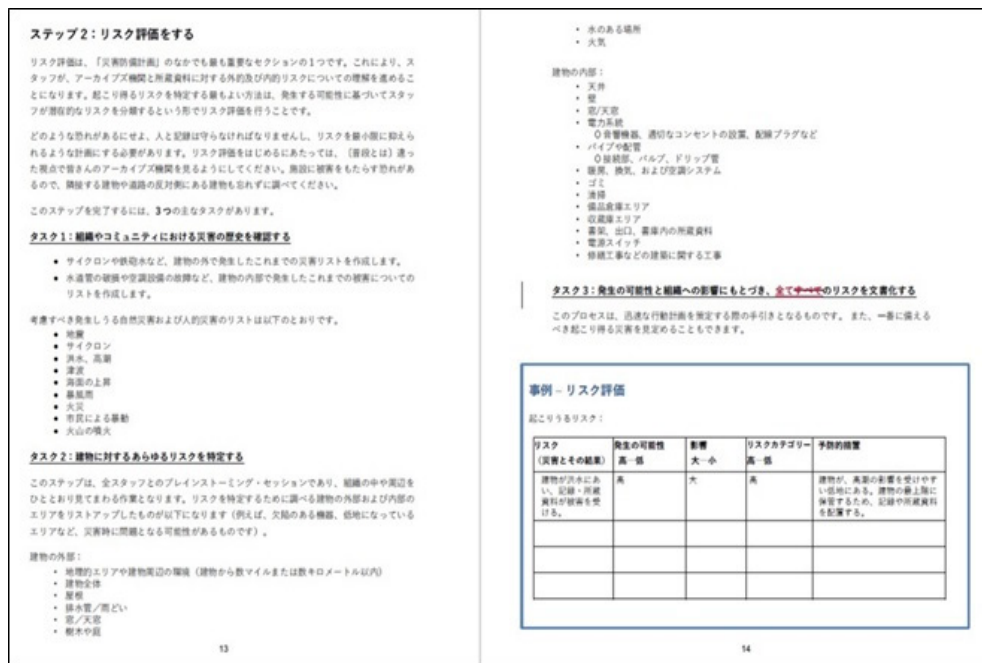 ステップ2：リスク評価をする
リスク評価は、「災害防備計画」のなかでも最も重要なセクションの１つです。これにより、ス
タッフが、アーカイブズ機関と所蔵資料に対する外的及び内的リスクについての理解を進めるこ
とになります。起こり得るリスクを特定する最もよい方法は、発生する可能性に基づいてスタッ
フが潜在的なリスクを分類するという形でリスク評価を行うことです。
どのような恐れがあるにせよ、人と記録は守らなければなりませんし、リスクを最小限に抑えら
れるような計画にする必要があります。リスク評価をはじめるにあたっては、〔普段とは〕違っ
た視点で皆さんのアーカイブズ機関を見るようにしてください。施設に被害をもたらす恐れがあ
るので、隣接する建物や道路の反対側にある建物も忘れずに調べてください。
このステップを完了するには、3つの主なタスクがあります。
タスク１：組織やコミュニティにおける災害の歴史を確認する
● サイクロンや鉄砲水など、建物の外で発生したこれまでの災害リストを作成します。
● 水道管の破損や空調設備の故障など、建物の内部で発生したこれまでの被害についての
リストを作成します。
考慮すべき発生しうる自然災害および人的災害のリストは以下のとおりです。
● 地震
● サイクロン
● 洪水、高潮
● 津波
● 海面の上昇
● 暴風雨
● 火災
● 市民による暴動
● 火山の噴火
タスク２：建物に対するあらゆるリスクを特定する
このステップは、全スタッフとのブレインストーミング・セッションであり、組織の中や周辺を
ひととおり見てまわる作業となります。リスクを特定するために調べる建物の外部および内部の
エリアをリストアップしたものが以下になります（例えば、欠陥のある機器、低地になっている
エリアなど、災害時に問題となる可能性があるものです）。
建物の外部：
• 地理的エリアや建物周辺の環境（建物から数マイルまたは数キロメートル以内）
• 建物全体
• 屋根
• 排水管／雨どい
• 窓／天窓
• 樹木や庭
13
• 水のある場所
• 火気
建物の内部：
• 天井
• 壁
• 窓/天窓
• 電力系統
O 音響機器、適切なコンセントの設置、配線プラグなど
• パイプや配管
O 接続部、バルブ、ドリップ管
• 暖房、換気、および空調システム
• ゴミ
• 清掃
• 備品倉庫エリア
• 収蔵庫エリア
• 書架、出口、書庫内の所蔵資料
• 電源スイッチ
• 修繕工事などの建築に関する工事
タスク３：発生の可能性と組織への影響にもとづき、全てすべてのリスクを文書化する
このプロセスは、迅速な行動計画を策定する際の手引きとなるものです。 また、一番に備える
べき起こり得る災害を見定めることもできます。
事例 – リスク評価
起こりうるリスク：
リスク
（災害とその結果）
発生の可能性
高―低
影響
大―小
リスクカテゴリー
高―低
予防的措置
建物が洪水にあ
い、記録・所蔵
資料が被害を受
ける。
高
大
高
建物が、高潮の影響を受けやす
い低地にある。建物の最上階に
保管するため、記録や所蔵資料
を配置する。
14